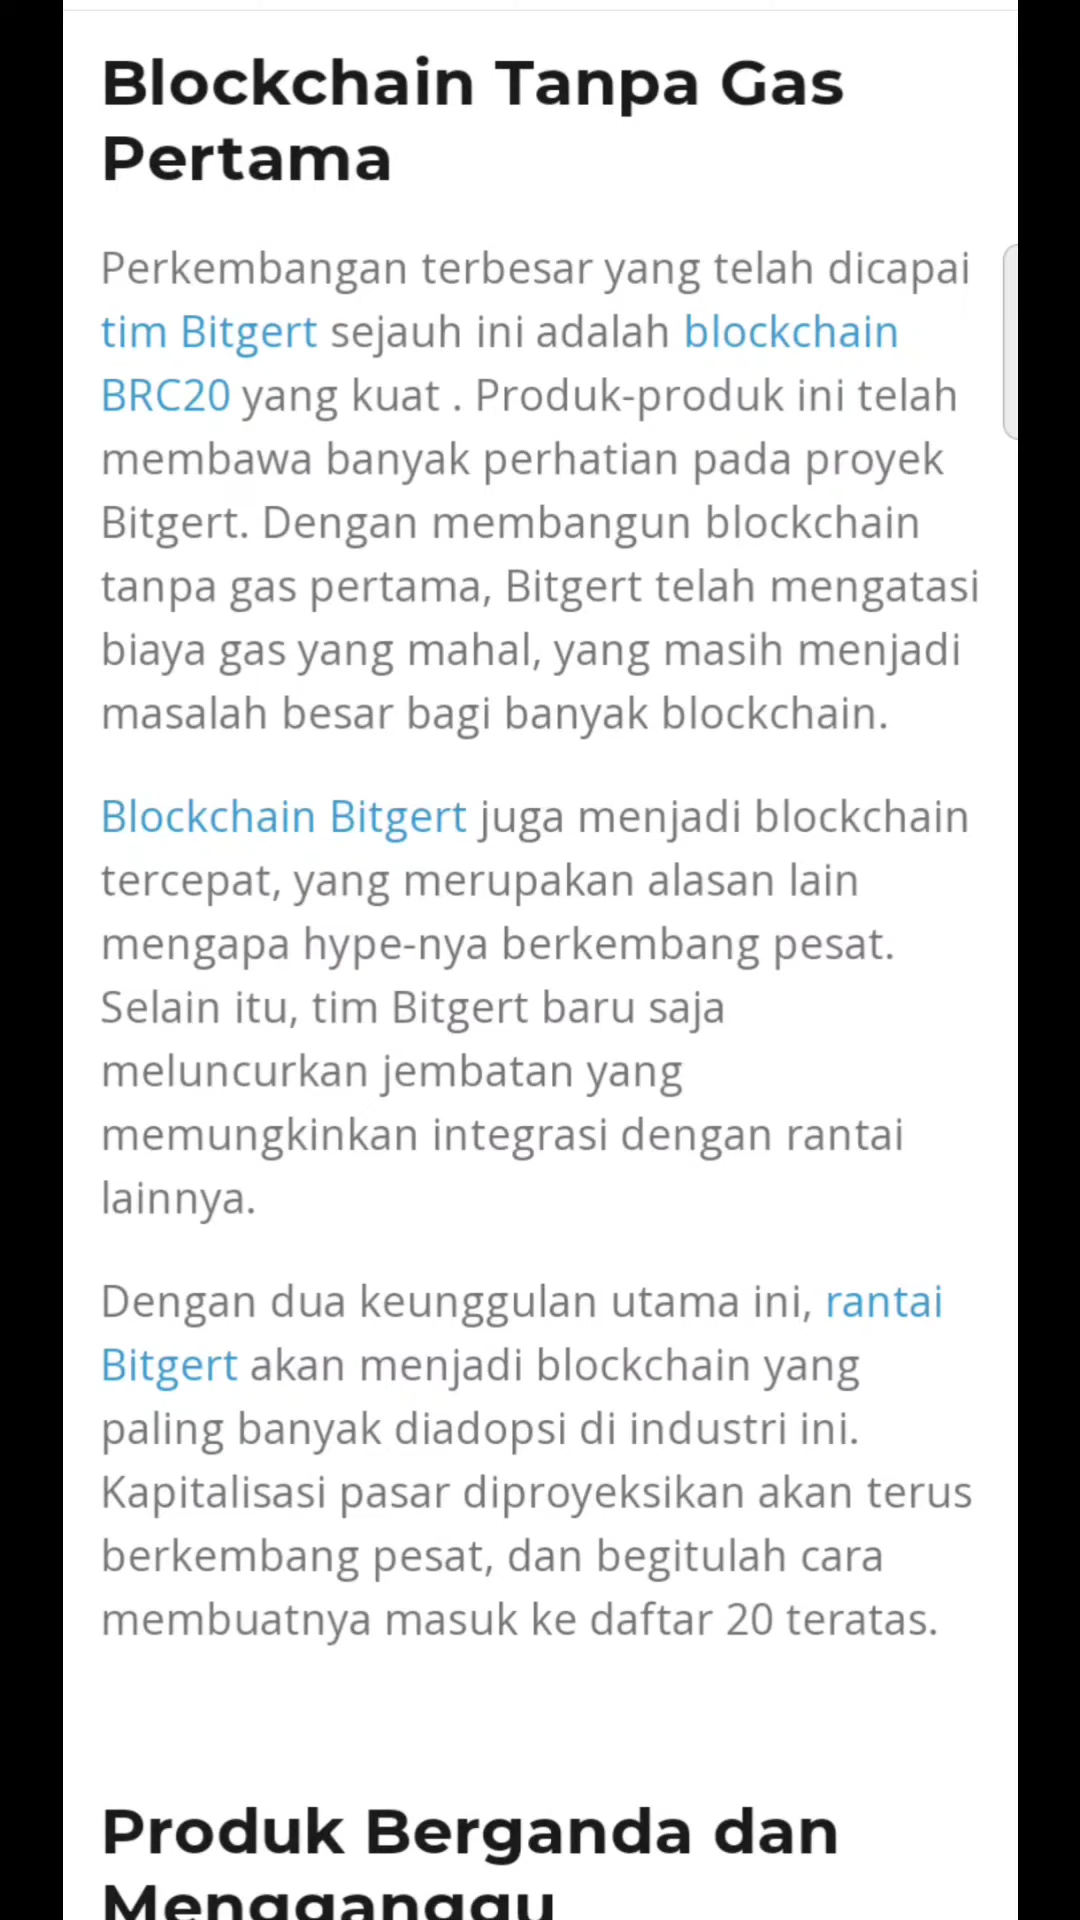 Blockchain Tanpa Gas
Pertama
Perkembangan terbesar yang telah dicapai
tim Bitgert sejauh ini adalah blockchain
BRC20 yang kuat . Produk-produk ini telah
membawa banyak perhatian pada proyek
Bitgert. Dengan membangun blockchain
tanpa gas pertama, Bitgert telah mengatasi
biaya gas yang mahal, yang masih menjadi
masalah besar bagi banyak blockchain.
Blockchain Bitgert juga menjadi blockchain
tercepat, yang merupakan alasan lain
mengapa hype-nya berkembang pesat.
Selain itu, tim Bitgert baru saja
meluncurkan jembatan yang
memungkinkan integrasi dengan rantai
lainnya.
Dengan dua keunggulan utama ini, rantai
Bitgert akan menjadi blockchain yang
paling banyak diadopsi di industri ini.
Kapitalisasi pasar diproyeksikan akan terus
berkembang pesat, dan begitulah cara
membuatnya masuk ke daftar 20 teratas.
Produk Berganda dan
Mengganggu